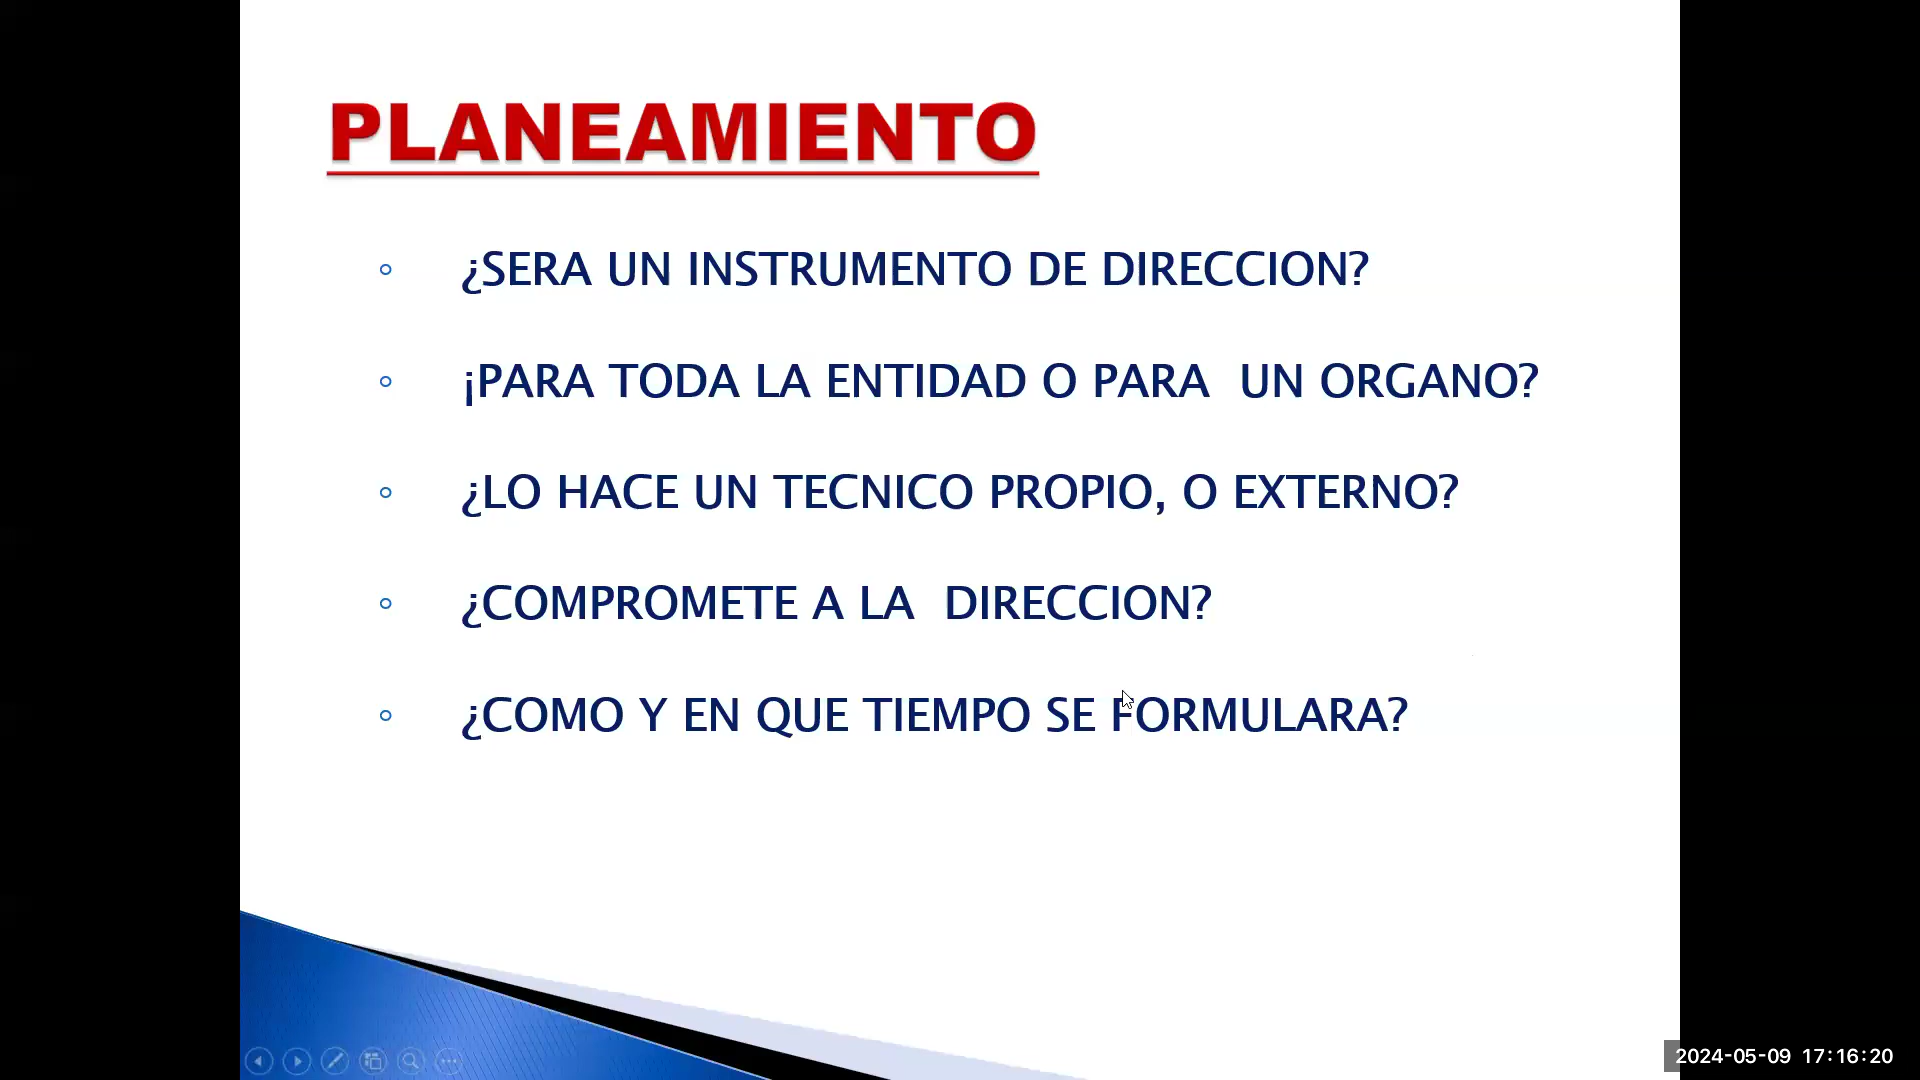 PLANEAMIENTO
¿SERA UN INSTRUMENTO DE DIRECCION?
¡PARA TODA LA ENTIDAD O PARA  UN ORGANO?
¿LO HACE UN TECNICO PROPIO, O EXTERNO?
¿COMPROMETE A LA  DIRECCION?
¿COMO Y EN QUE TIEMPO SE FORMULARA?
2024-05-09 17:16:20